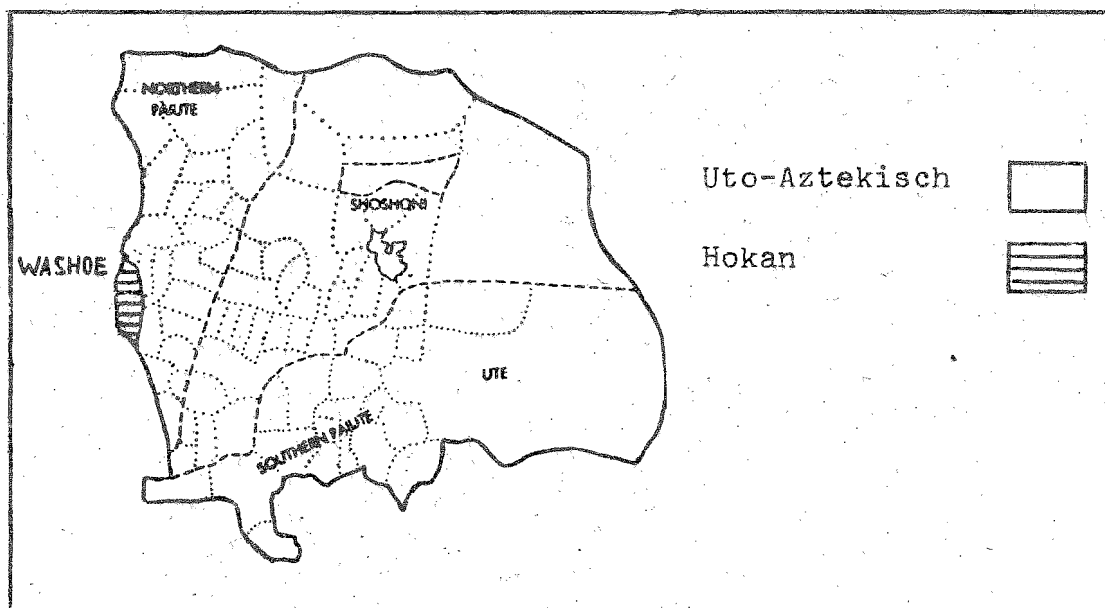 NORTHERN
PAIUTE
SHOSHONI
WASHOE
UTE
SOUTHERN PAIUTE
Uto-Aztekisch
Hokan